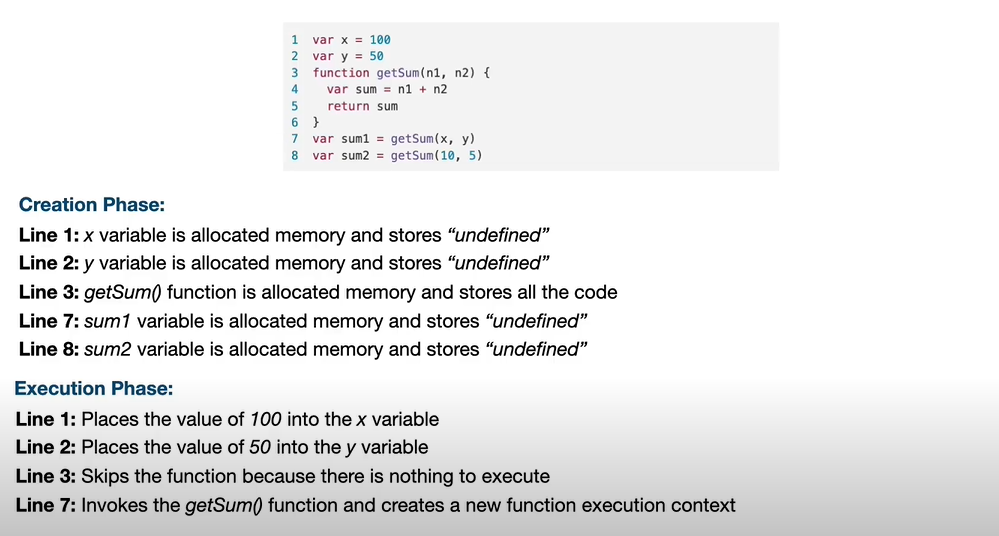 1 var x = 100
2 var y = 50
3 function getSum(n1, n2) {
4 var sum = n1 + n2
5 return sum
6 }
7 var sum1 = getSum(x, y)
8 var sum2 = getSum(10, 5)
Creation Phase:
Line 1: x variable is allocated memory and stores “undefined”
Line 2: y variable is allocated memory and stores “undefined”
Line 3: getSum() function is allocated memory and stores all the code
Line 7: sum1 variable is allocated memory and stores “undefined”
Line 8: sum2 variable is allocated memory and stores “undefined”
Execution Phase:
Line 1: Places the value of 100 into the x variable
Line 2: Places the value of 50 into the y variable
Line 3: Skips the function because there is nothing to execute
Line 7: Invokes the getSum() function and creates a new function execution context